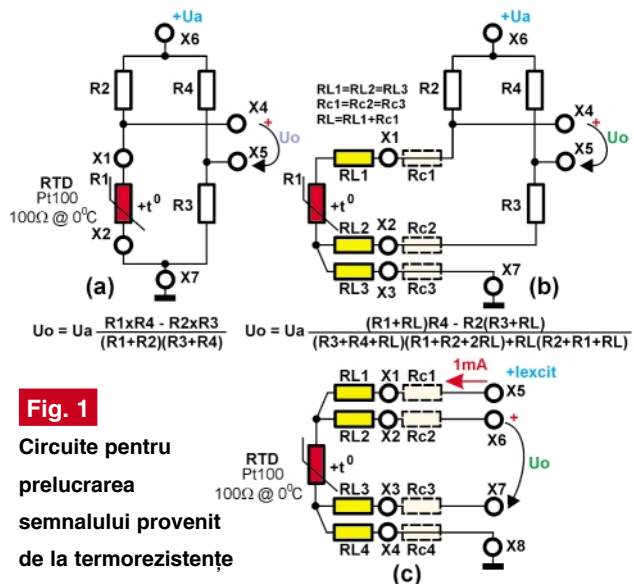 +Ua
X6
R2
R4
X4
+
Uo
X1
X5
RTD
Pt100
100Ω @ 0⁰C
R1
+t⁰
R3
X2
X7
(a)
Uo = Ua (R1xR4 - R2xR3) / ((R1+R2)(R3+R4))
+Ua
X6
R2
R4
RL1=RL2=RL3
Rc1=Rc2=Rc3
RL=RL1+Rc1
X4
+
Uo
X1
X5
RL1
Rc1
R1
+t⁰
R3
RL2
X2
Rc2
RL3
X3
Rc3
X7
(b)
Uo = Ua ((R1+RL)R4 - R2(R3+RL)) / ((R3+R4+RL)(R1+R2+2RL)+RL(R2+R1+RL))
Fig. 1
Circuite pentru
prelucrarea
semnalului provenit
de la termorezistențe
RL1
X1
Rc1
1mA
+Iexcit
X5
RL2
X2
Rc2
+
X6
RTD
Pt100
100Ω @ 0⁰C
+t⁰
Uo
RL3
X3
Rc3
X7
RL4
X4
Rc4
X8
(c)